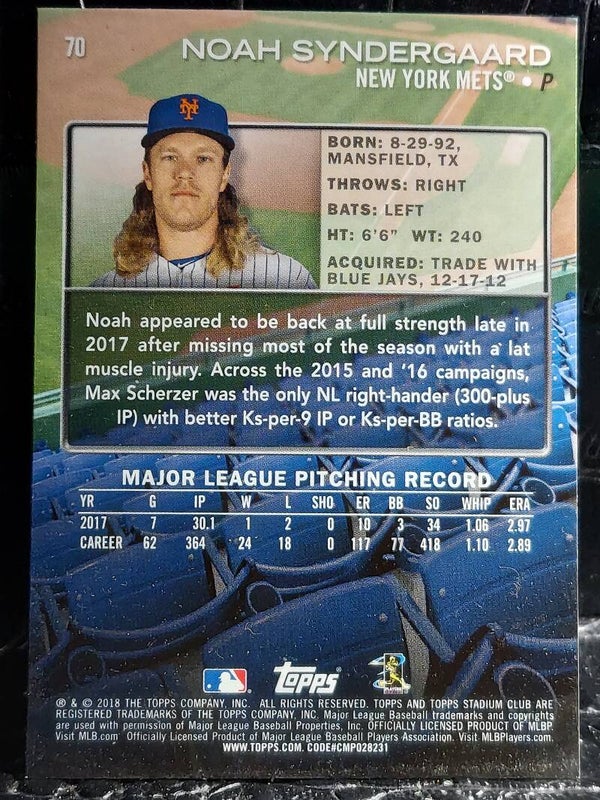 70
NOAH SYNDERGAARD
NEW YORK METS® • P
NY
BORN: 8-29-92,
MANSFIELD, TX
THROWS: RIGHT
BATS: LEFT
HT: 6'6" WT: 240
ACQUIRED: TRADE WITH
BLUE JAYS, 12-17-12
Noah appeared to be back at full strength late in
2017 after missing most of the season with a lat
muscle injury. Across the 2015 and '16 campaigns,
Max Scherzer was the only NL right-hander (300-plus
IP) with better Ks-per-9 IP or Ks-per-BB ratios.
MAJOR LEAGUE PITCHING RECORD
YR G IP W L SHO ER BB SO WHIP ERA
2017 7 30.1 1 2 0 10 3 34 1.06 2.97
CAREER 62 364 24 18 0 117 77 418 1.10 2.89
topps
® & © 2018 THE TOPPS COMPANY, INC. ALL RIGHTS RESERVED. TOPPS AND TOPPS STADIUM CLUB ARE
REGISTERED TRADEMARKS OF THE TOPPS COMPANY, INC. Major League Baseball trademarks and copyrights
are used with permission of Major League Baseball Properties, Inc. OFFICIALLY LICENSED PRODUCT OF MLBP.
Visit MLB.com Officially Licensed Product of Major League Baseball Players Association. Visit MLBPlayers.com.
WWW.TOPPS.COM. CODE#CMP028231